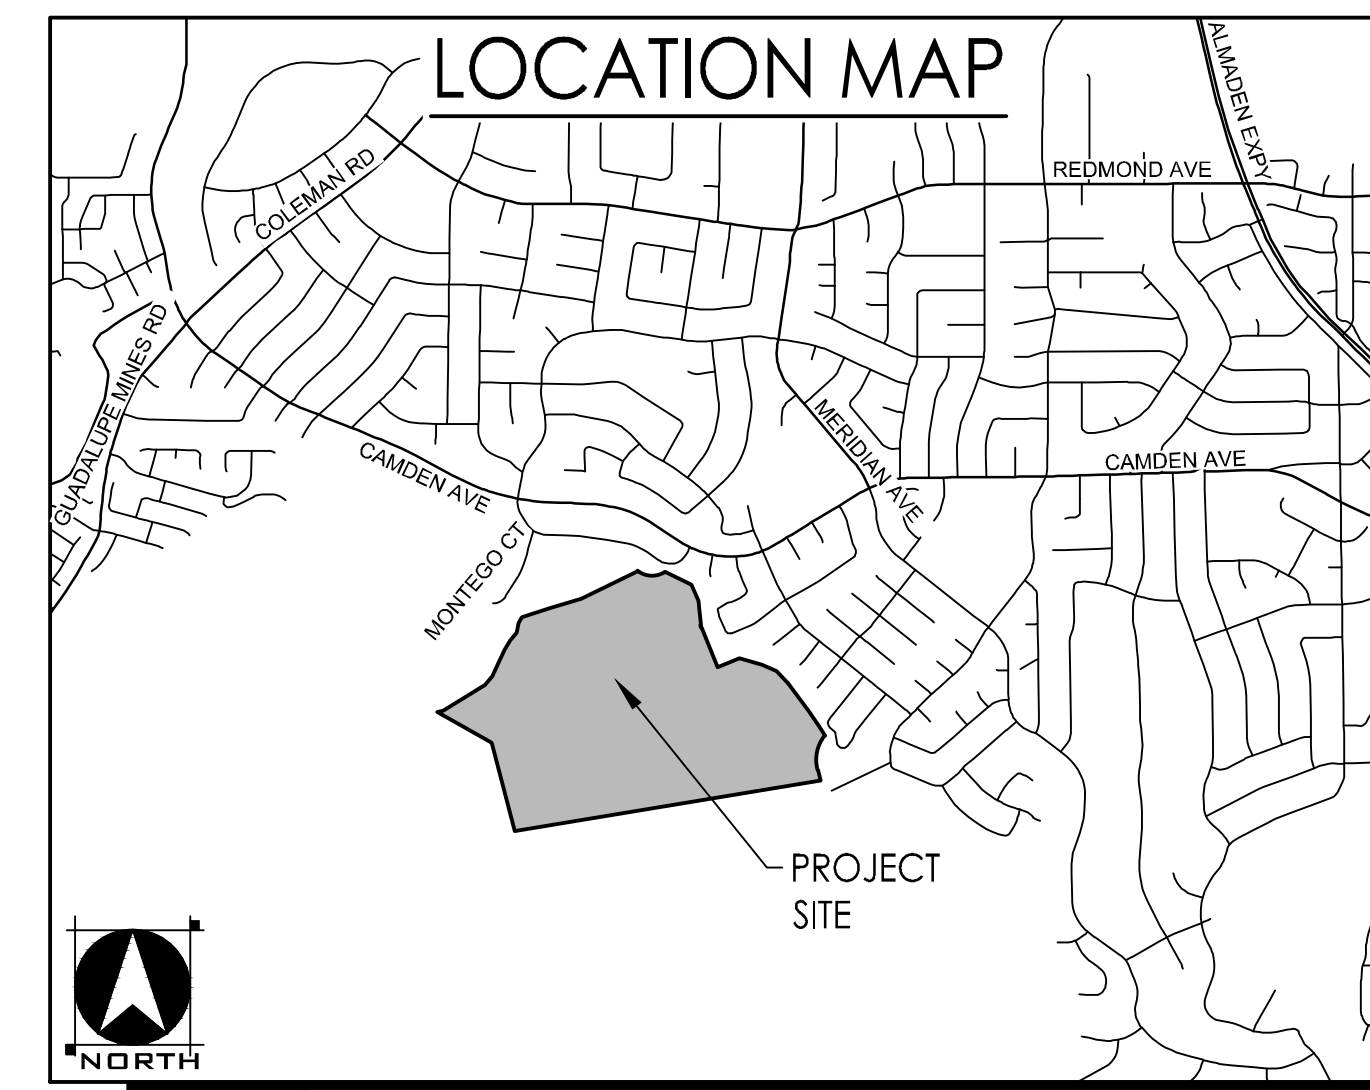 LOCATION MAP
ALMADEN EXPY
REDMOND AVE
COLEMAN RD
GUADALUPE MINES RD
MERIDIAN AVE
CAMDEN AVE
CAMDEN AVE
MONTEGO CT
PROJECT
SITE
NORTH